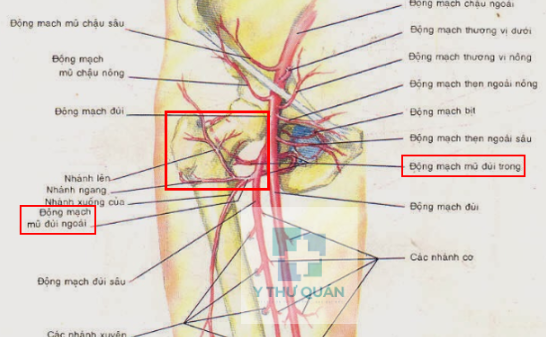 Động mạch mũ chậu sâu
Động mạch
mũ chậu nông
Động mạch đùi
Nhánh lên
Nhánh ngang
Nhánh xuống của
Động mạch
mũ đùi ngoài
Động mạch đùi sâu
Các nhánh xuyên
Động mạch chậu ngoài
Động mạch thượng vị dưới
Động mạch thượng vị nông
Động mạch thẹn ngoài nông
Động mạch bịt
Động mạch thẹn ngoài sâu
Động mạch mũ đùi trong
Động mạch đùi
Các nhánh cơ
Y THƯ QUÁN